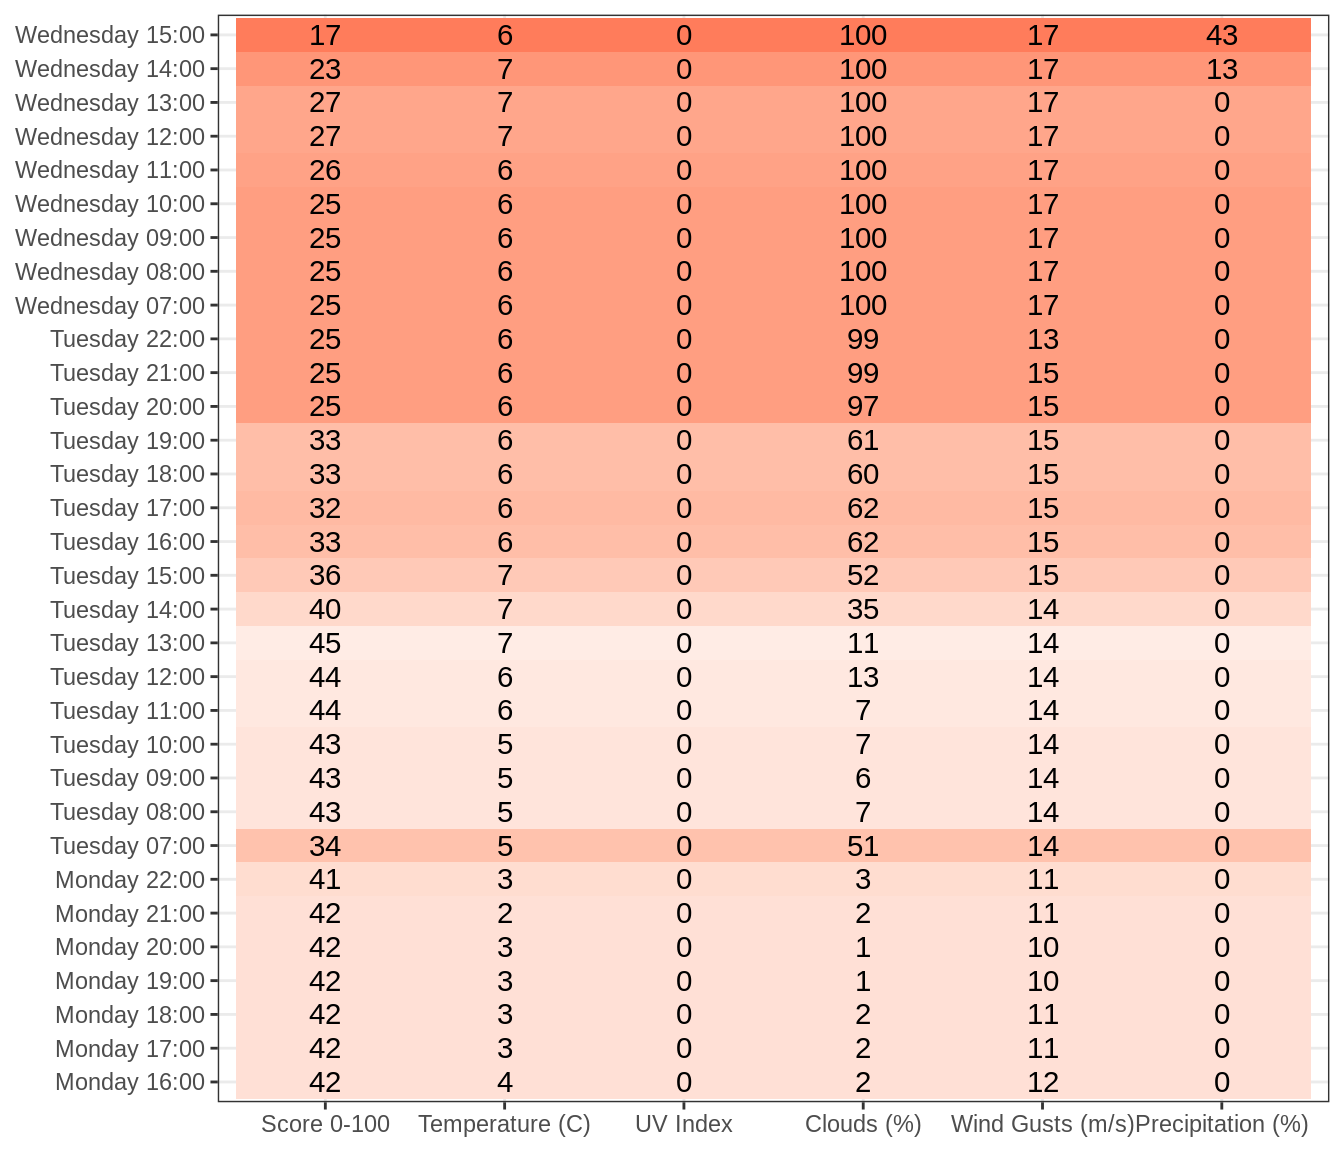 Wednesday 15:00 17 6 0 100 17 43
Wednesday 14:00 23 7 0 100 17 13
Wednesday 13:00 27 7 0 100 17 0
Wednesday 12:00 27 7 0 100 17 0
Wednesday 11:00 26 6 0 100 17 0
Wednesday 10:00 25 6 0 100 17 0
Wednesday 09:00 25 6 0 100 17 0
Wednesday 08:00 25 6 0 100 17 0
Wednesday 07:00 25 6 0 100 17 0
Tuesday 22:00 25 6 0 99 13 0
Tuesday 21:00 25 6 0 99 15 0
Tuesday 20:00 25 6 0 97 15 0
Tuesday 19:00 33 6 0 61 15 0
Tuesday 18:00 33 6 0 60 15 0
Tuesday 17:00 32 6 0 62 15 0
Tuesday 16:00 33 6 0 62 15 0
Tuesday 15:00 36 7 0 52 15 0
Tuesday 14:00 40 7 0 35 14 0
Tuesday 13:00 45 7 0 11 14 0
Tuesday 12:00 44 6 0 13 14 0
Tuesday 11:00 44 6 0 7 14 0
Tuesday 10:00 43 5 0 7 14 0
Tuesday 09:00 43 5 0 6 14 0
Tuesday 08:00 43 5 0 7 14 0
Tuesday 07:00 34 5 0 51 14 0
Monday 22:00 41 3 0 3 11 0
Monday 21:00 42 2 0 2 11 0
Monday 20:00 42 3 0 1 10 0
Monday 19:00 42 3 0 1 10 0
Monday 18:00 42 3 0 2 11 0
Monday 17:00 42 3 0 2 11 0
Monday 16:00 42 4 0 2 12 0
Score 0-100 Temperature (C) UV Index Clouds (%) Wind Gusts (m/s) Precipitation (%)